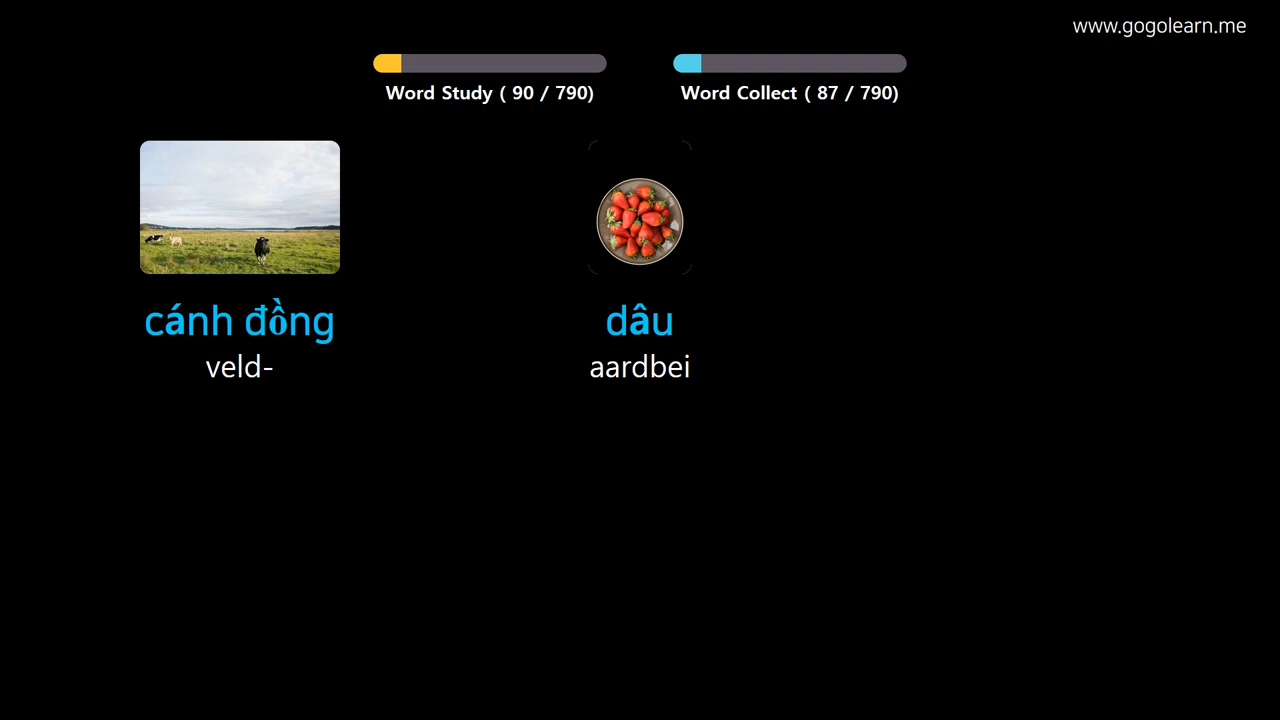 www.gogolearn.me
Word Study ( 90 / 790)
Word Collect ( 87 / 790)
cánh đồng
veld-
dâu
aardbei